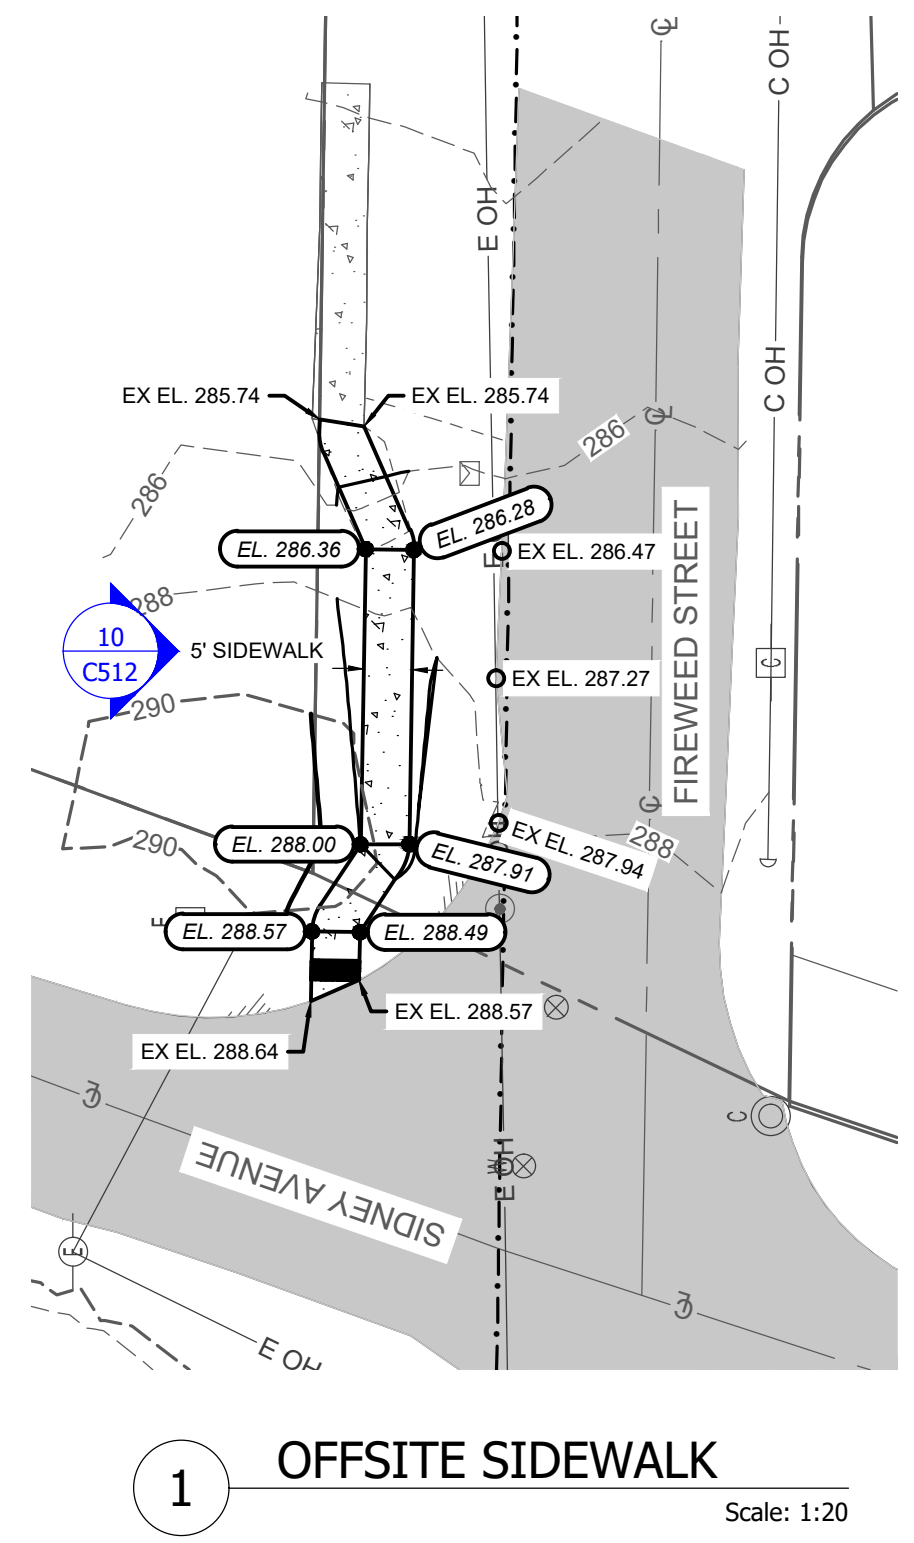 C OH
E OH
C OH
EX EL. 285.74
EX EL. 285.74
286
286
EL. 286.36
EL. 286.28
EX EL. 286.47
FIREWEED STREET
288
10
C512
5' SIDEWALK
EX EL. 287.27
C
290
290
EL. 288.00
EL. 287.91
EX EL. 287.94
288
EL. 288.57
EL. 288.49
EX EL. 288.57
EX EL. 288.64
C
SIDNEY AVENUE
E OH
E
E OH
1
OFFSITE SIDEWALK
Scale: 1:20